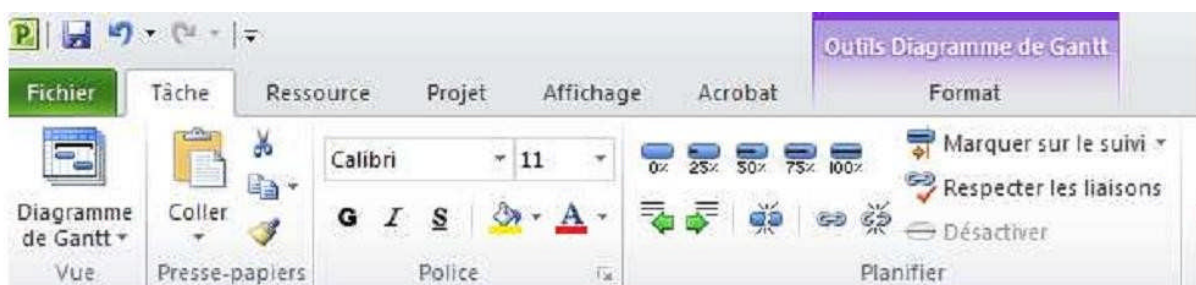 P
Outils Diagramme de Gantt
Fichier Tâche Ressource Projet Affichage Acrobat Format
Calibri 11
0% 25% 50% 75% 100%
Marquer sur le suivi
Respecter les liaisons
Diagramme
de Gantt
Coller
G I S A
Désactiver
Vue Presse-papiers Police Planifier